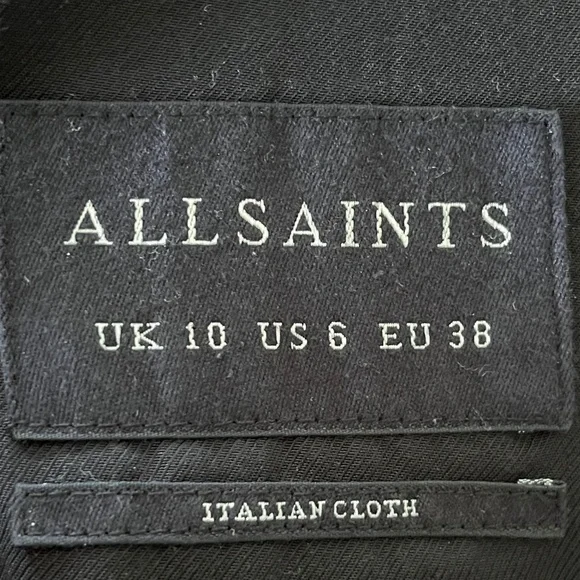 ALLSAINTS
UK 10 US 6 EU 38
ITALIAN CLOTH